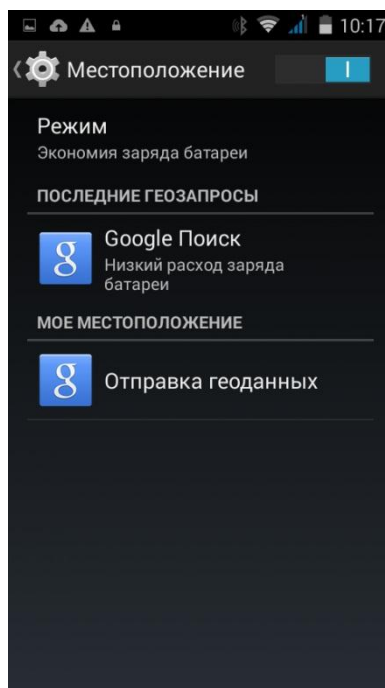 10:17
Местоположение
Режим
Экономия заряда батареи
ПОСЛЕДНИЕ ГЕОЗАПРОСЫ
g
Google Поиск
Низкий расход заряда
батареи
МОЕ МЕСТОПОЛОЖЕНИЕ
g
Отправка геоданных